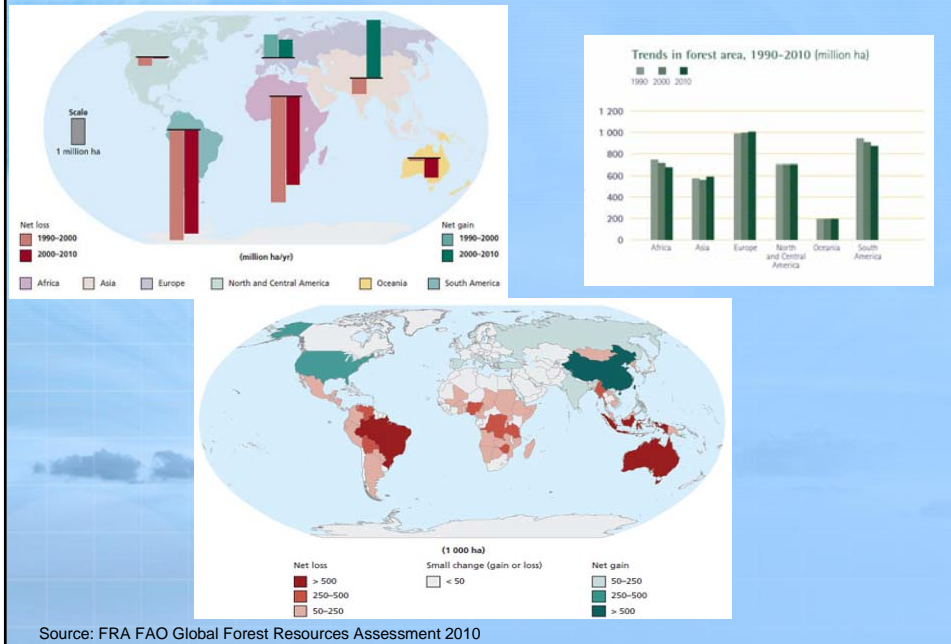 Scale
1 million ha
Net loss
1990–2000
2000–2010
(million ha/yr)
Net gain
1990–2000
2000–2010
Africa
Asia
Europe
North and Central America
Oceania
South America
Trends in forest area, 1990–2010 (million ha)
1990 2000 2010
1 200
1 000
800
600
400
200
0
Africa
Asia
Europe
North
and Central
America
Oceania
South
America
(1 000 ha)
Net loss
> 500
250–500
50–250
Small change (gain or loss)
< 50
Net gain
50–250
250–500
> 500
Source: FRA FAO Global Forest Resources Assessment 2010